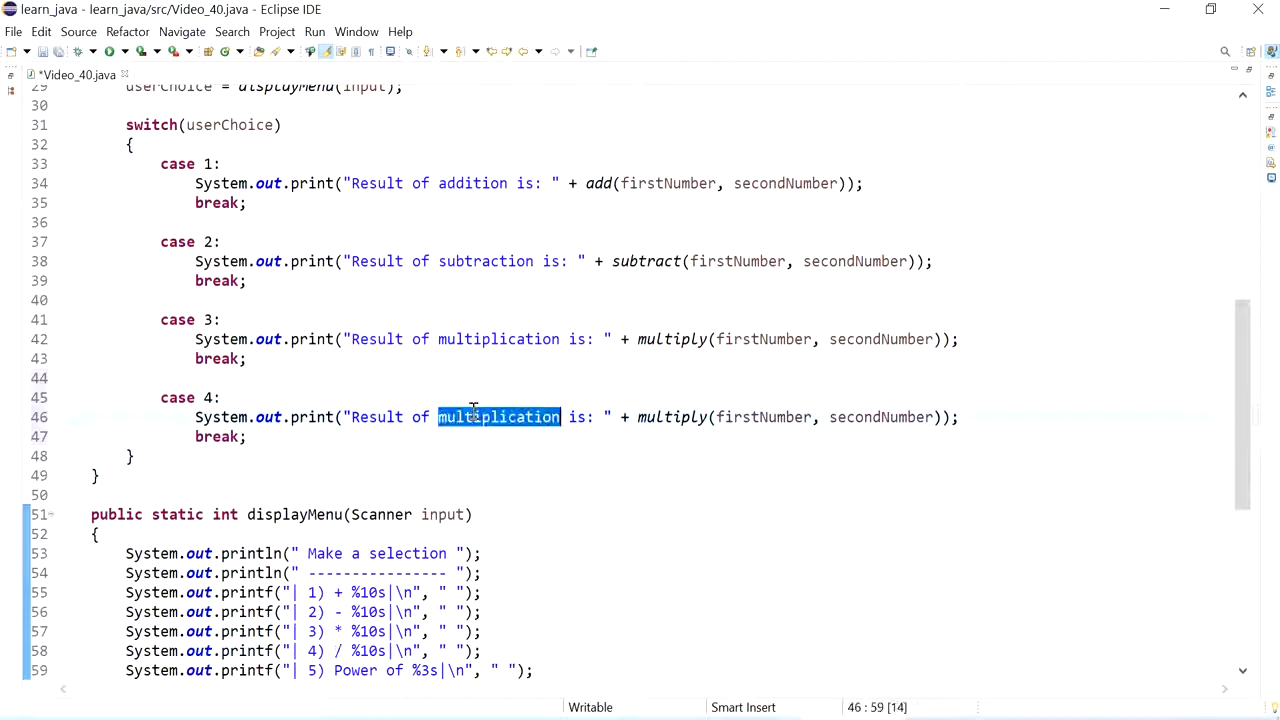 learn_java - learn_java/src/Video_40.java - Eclipse IDE
File Edit Source Refactor Navigate Search Project Run Window Help
*Video_40.java
29 userChoice = displayMenu(input);
30
31 switch(userChoice)
32 {
33 case 1:
34 System.out.print("Result of addition is: " + add(firstNumber, secondNumber));
35 break;
36
37 case 2:
38 System.out.print("Result of subtraction is: " + subtract(firstNumber, secondNumber));
39 break;
40
41 case 3:
42 System.out.print("Result of multiplication is: " + multiply(firstNumber, secondNumber));
43 break;
44
45 case 4:
46 System.out.print("Result of multiplication is: " + multiply(firstNumber, secondNumber));
47 break;
48 }
49 }
50
51 public static int displayMenu(Scanner input)
52 {
53 System.out.println(" Make a selection ");
54 System.out.println(" ---------------- ");
55 System.out.printf("| 1) + %10s|\n", " ");
56 System.out.printf("| 2) - %10s|\n", " ");
57 System.out.printf("| 3) * %10s|\n", " ");
58 System.out.printf("| 4) / %10s|\n", " ");
59 System.out.printf("| 5) Power of %3s|\n", " ");
Writable Smart Insert 46 : 59 [14]